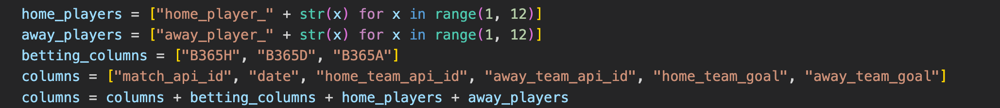 home_players = ["home_player_" + str(x) for x in range(1, 12)]
away_players = ["away_player_" + str(x) for x in range(1, 12)]
betting_columns = ["B365H", "B365D", "B365A"]
columns = ["match_api_id", "date", "home_team_api_id", "away_team_api_id", "home_team_goal", "away_team_goal"]
columns = columns + betting_columns + home_players + away_players